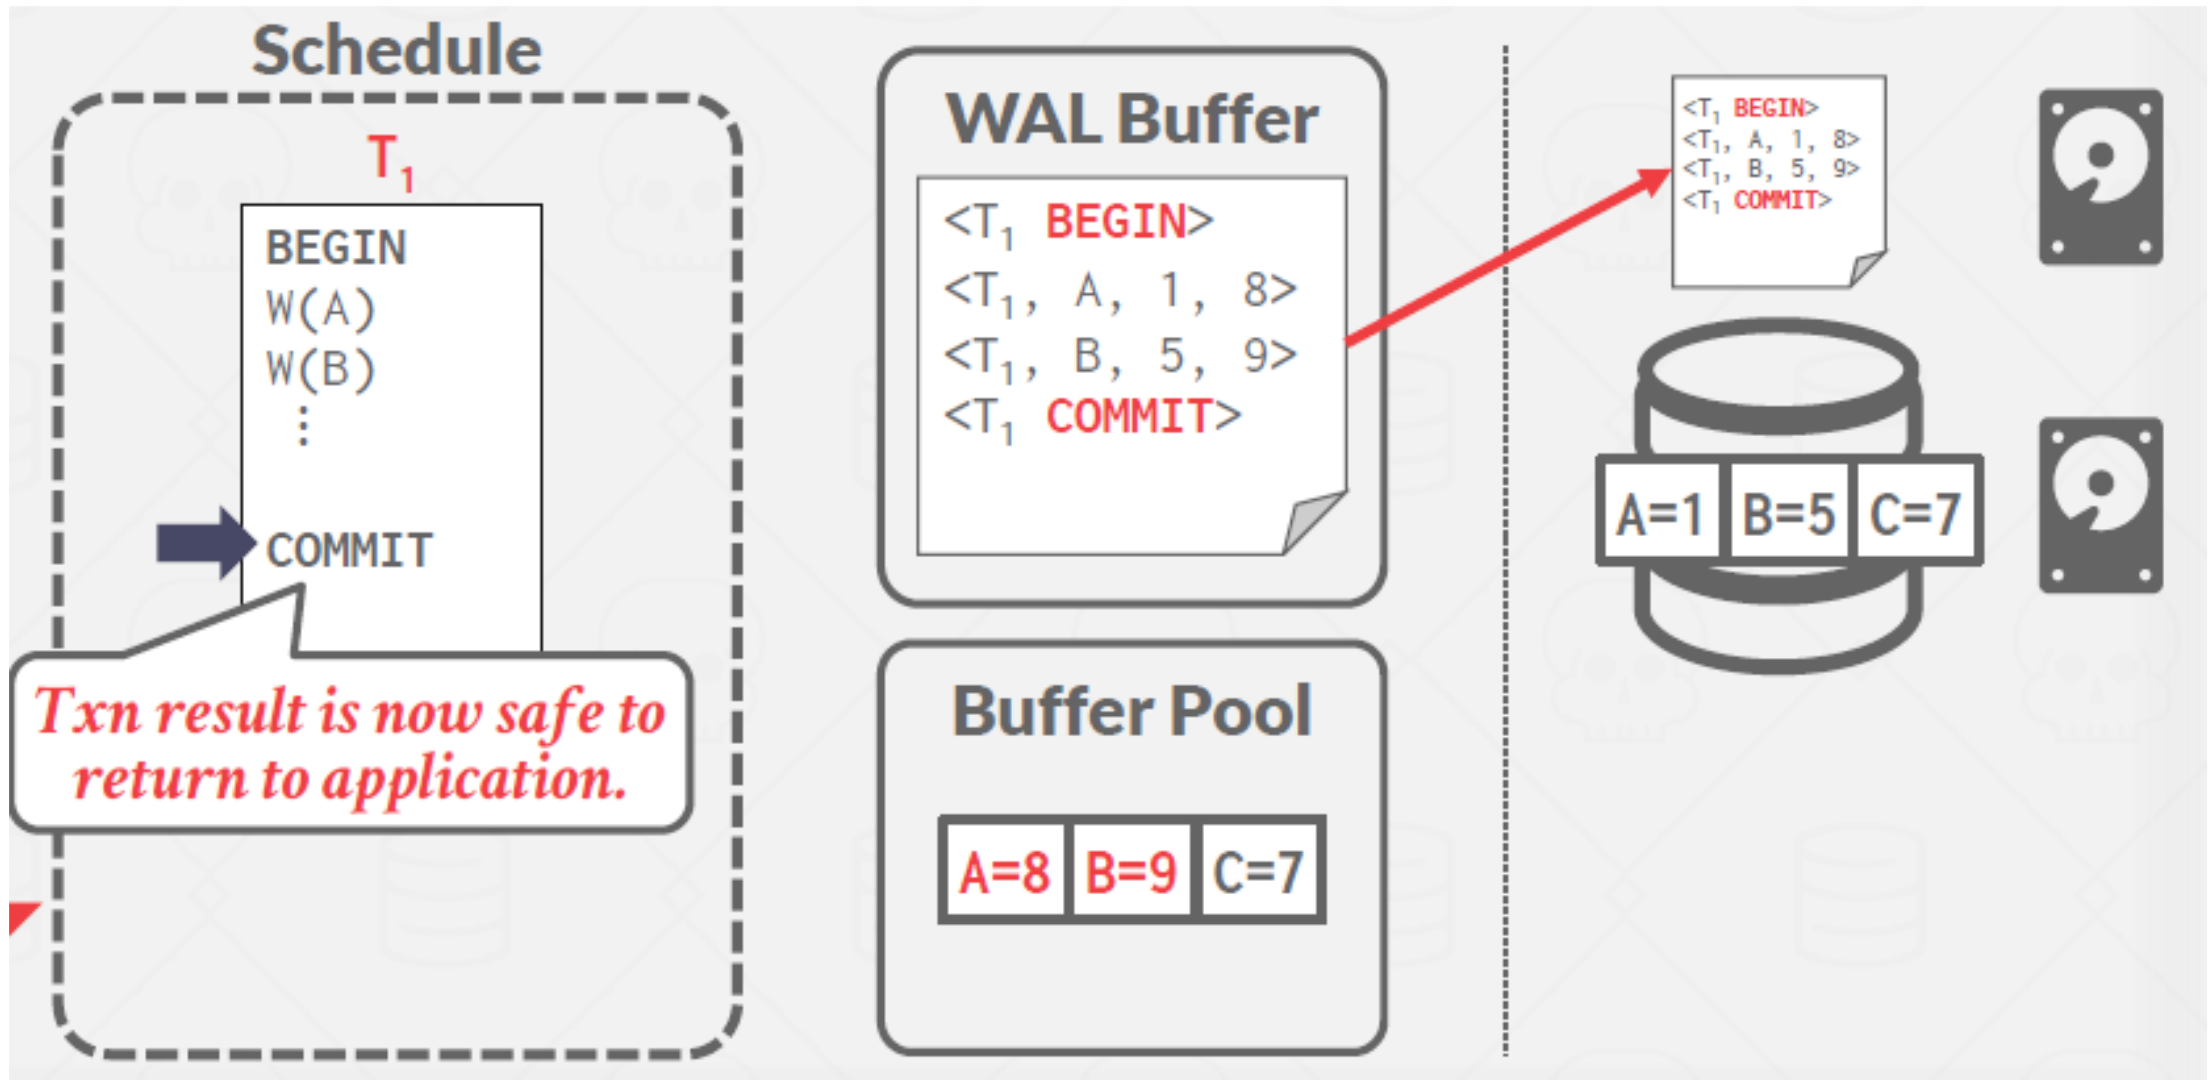 Schedule
T₁
BEGIN
W(A)
W(B)
⋮
COMMIT
Txn result is now safe to
return to application.
WAL Buffer
<T₁ BEGIN>
<T₁, A, 1, 8>
<T₁, B, 5, 9>
<T₁ COMMIT>
Buffer Pool
A=8 B=9 C=7
<T₁ BEGIN>
<T₁, A, 1, 8>
<T₁, B, 5, 9>
<T₁ COMMIT>
A=1 B=5 C=7